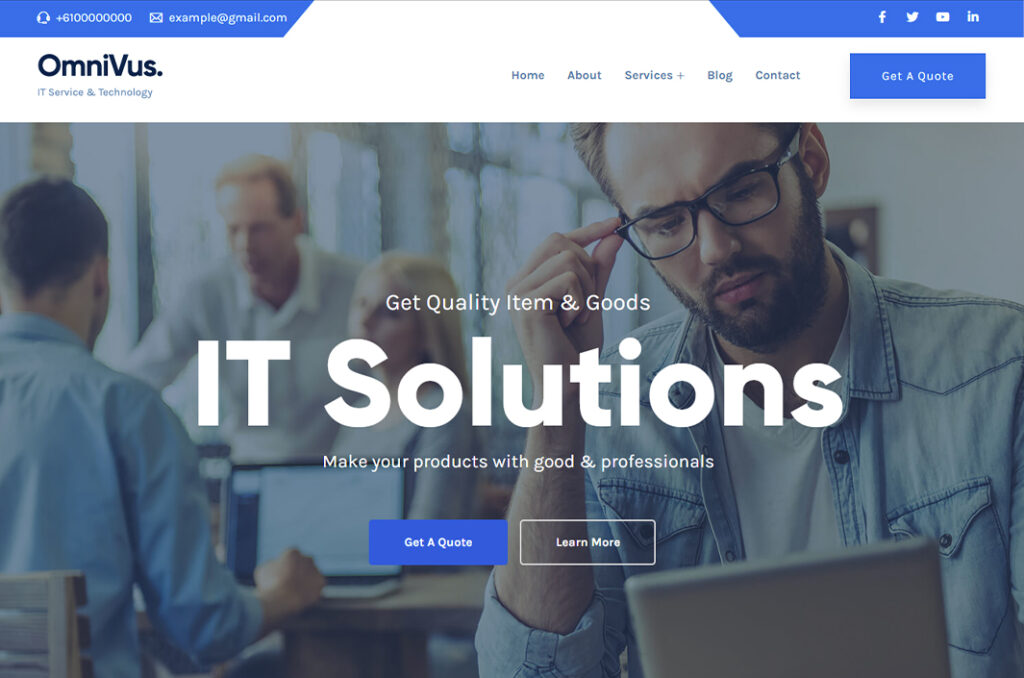 +6100000000 example@gmail.com
OmniVus.
IT Service & Technology
Home About Services + Blog Contact Get A Quote
Get Quality Item & Goods
IT Solutions
Make your products with good & professionals
Get A Quote Learn More